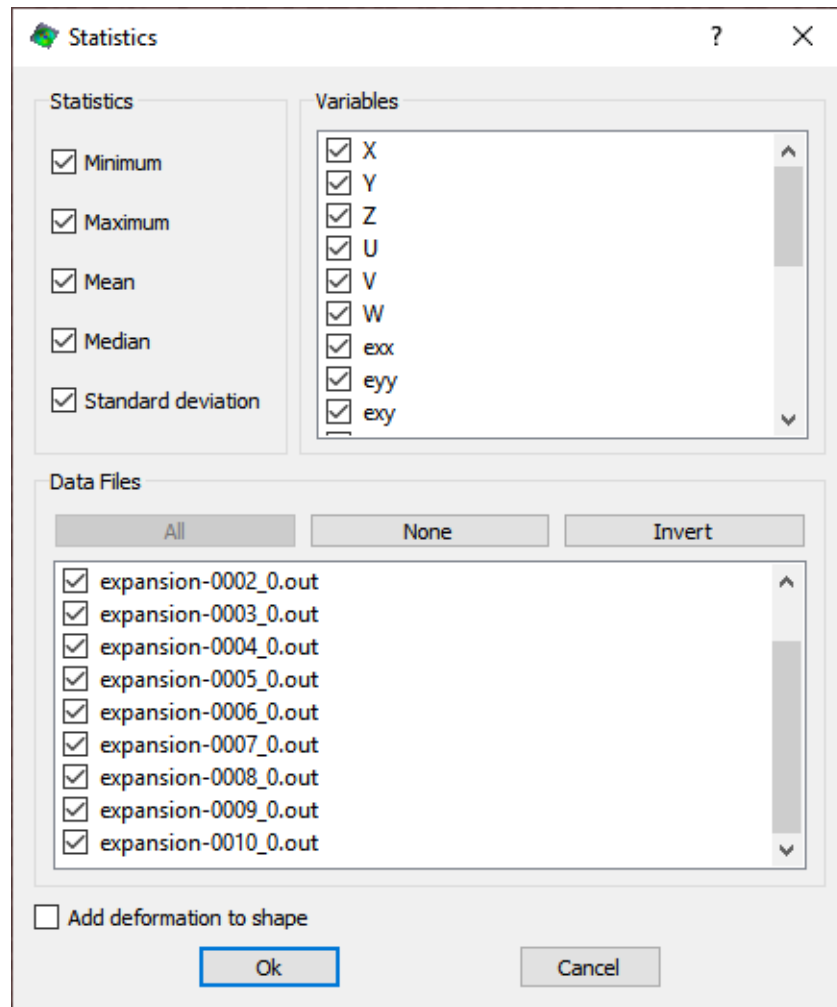 Statistics
?
Statistics
Minimum
Maximum
Mean
Median
Standard deviation
Variables
X
Y
Z
U
V
W
exx
eyy
exy
Data Files
All None Invert
expansion-0002_0.out
expansion-0003_0.out
expansion-0004_0.out
expansion-0005_0.out
expansion-0006_0.out
expansion-0007_0.out
expansion-0008_0.out
expansion-0009_0.out
expansion-0010_0.out
Add deformation to shape
Ok Cancel